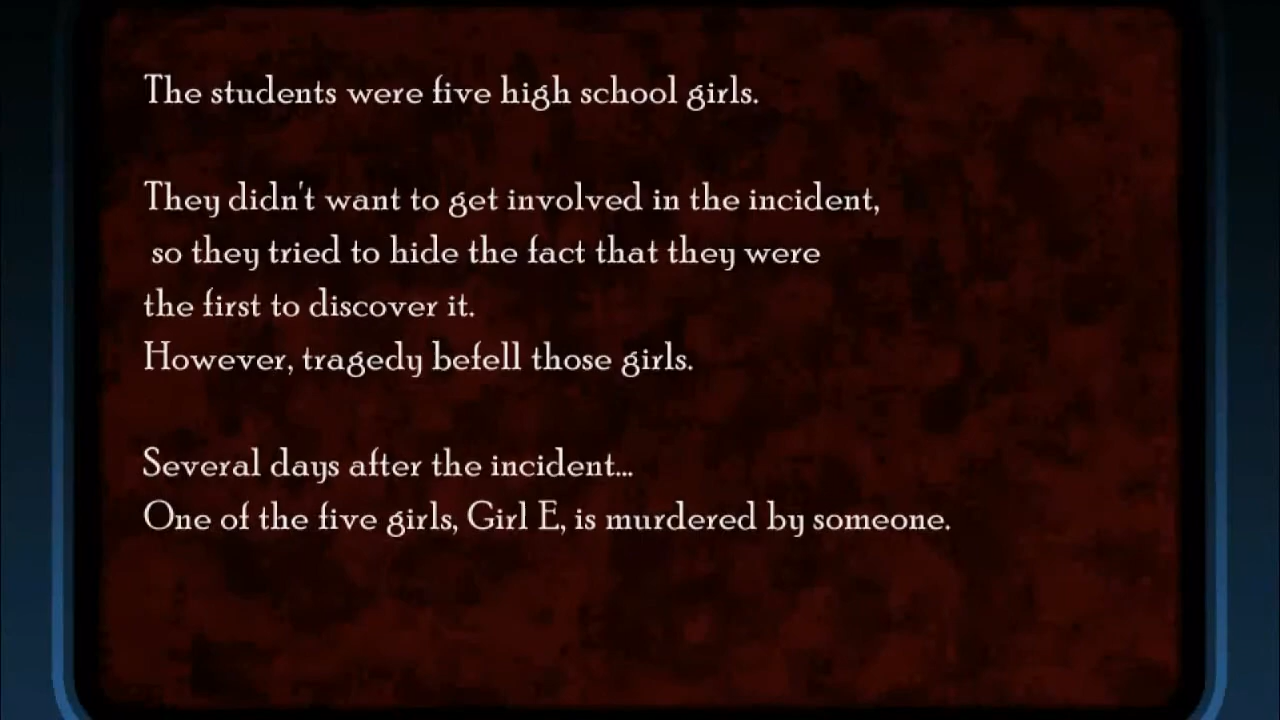 The students were five high school girls.
They didn't want to get involved in the incident,
so they tried to hide the fact that they were
the first to discover it.
However, tragedy befell those girls.
Several days after the incident...
One of the five girls, Girl E, is murdered by someone.